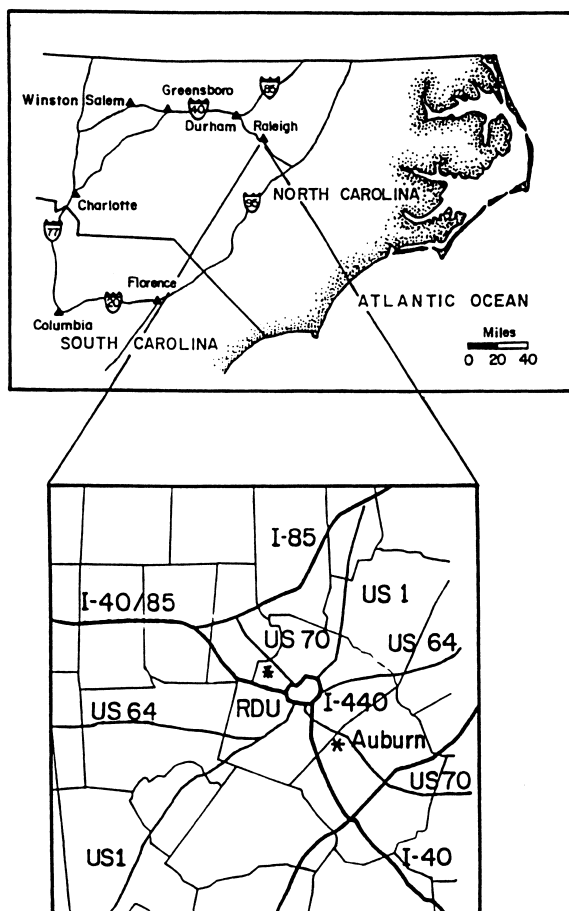 Greensboro
85
Winston Salem
40
Durham
Raleigh
NORTH CAROLINA
Charlotte
95
77
Florence
20
ATLANTIC OCEAN
Columbia
SOUTH CAROLINA
Miles
0 20 40
I-85
I-40/85
US 1
US 70
US 64
RDU
I-440
US 64
Auburn
US 70
US1
I-40